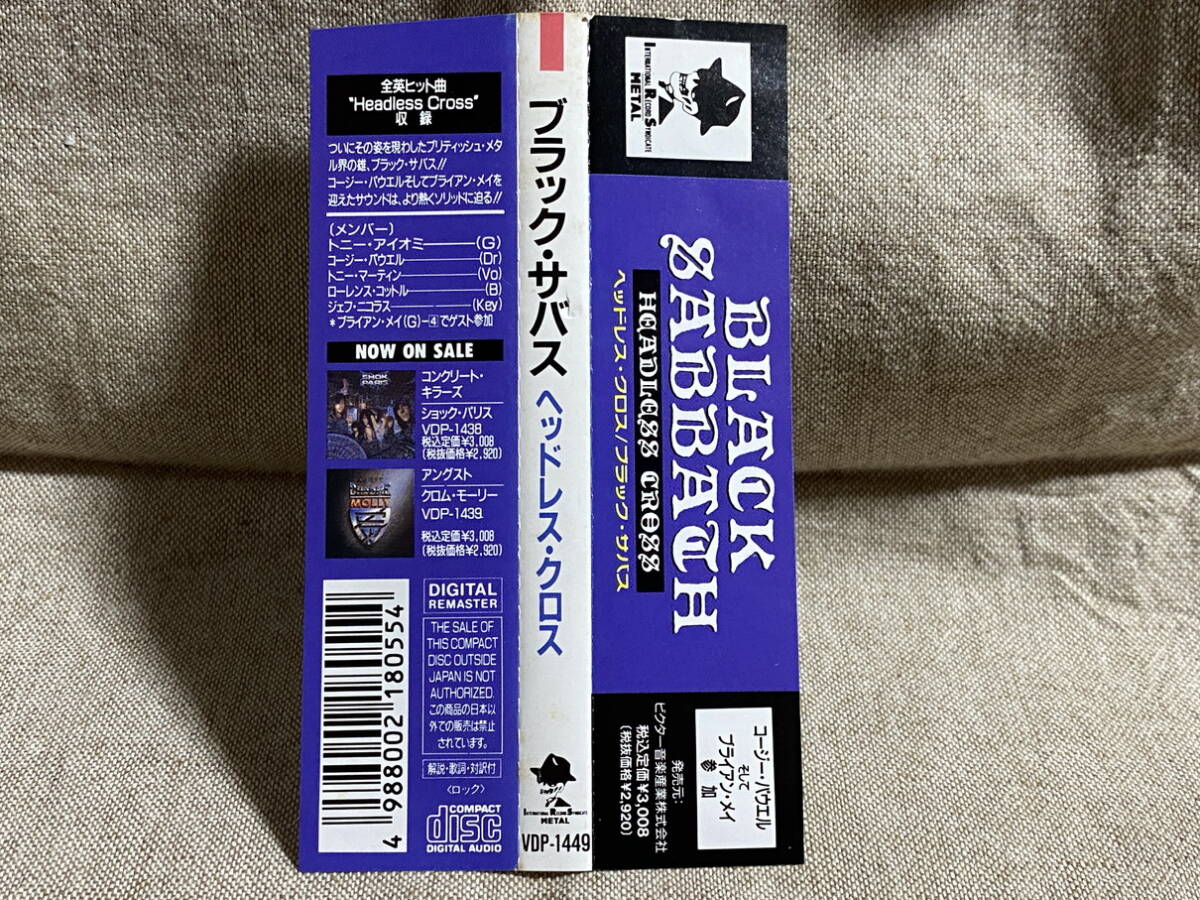 全英ヒット曲
"Headless Cross"
収録
ついにその姿を現わしたブリティッシュ・メタ
ル界の雄、ブラック・サバス!!
コージー・パウエルそしてブライアン・メイを
迎えたサウンドは、より熱くソリッドに迫る!!
(メンバー)
トニー・アイオミ――(G)
コージー・パウエル――(Dr)
トニー・マーティン――(Vo)
ローレンス・コットル――(B)
ジェフ・ニコラス――(Key)
*ブライアン・メイ(G)―④でゲスト参加
NOW ON SALE
SHOK
PARIS
コンクリート・
キラーズ
ショック・パリス
VDP-1438
税込定価¥3,008
(税抜価格¥2,920)
MOLLY
アングスト
クロム・モーリー
VDP-1439
税込定価¥3,008
(税抜価格¥2,920)
4 988002 180554
DIGITAL
REMASTER
THE SALE OF
THIS COMPACT
DISC OUTSIDE
JAPAN IS NOT
AUTHORIZED.
この商品の日本以
外での販売は禁止
されています。
解説・歌詞・対訳付
〈ロック〉
COMPACT
disc
DIGITAL AUDIO
ブラック・サバス ヘッドレス・クロス
INTERNATIONAL RECORD SYNDICATE
METAL
VDP-1449
INTERNATIONAL RECORD SYNDICATE
METAL
BLACK
SABBATH
HEADLESS CROSS
ヘッドレス・クロス/ブラック・サバス
コージー・パウエル
そして
ブライアン・メイ
参加
発売元:
ビクター音楽産業株式会社
税込定価¥3,008
(税抜価格¥2,920)